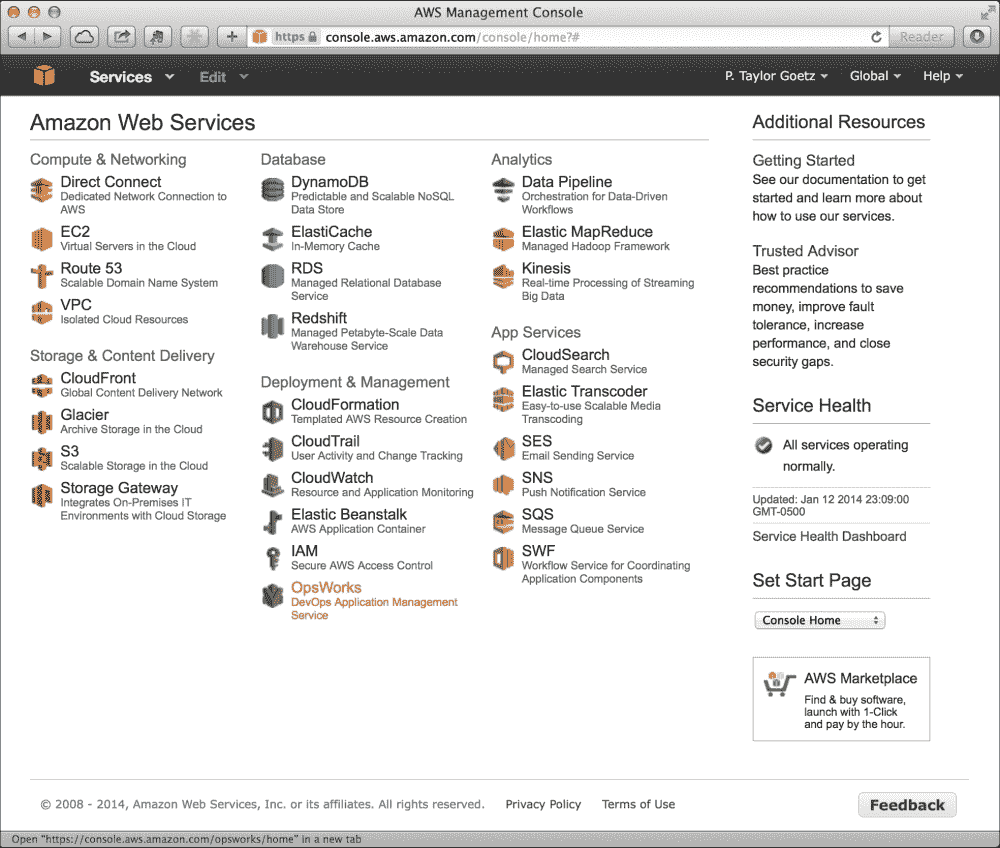 AWS Management Console
https console.aws.amazon.com/console/home?#
Reader
Services
Edit
P. Taylor Goetz
Global
Help
Amazon Web Services
Compute & Networking
Direct Connect
Dedicated Network Connection to
AWS
EC2
Virtual Servers in the Cloud
Route 53
Scalable Domain Name System
VPC
Isolated Cloud Resources
Storage & Content Delivery
CloudFront
Global Content Delivery Network
Glacier
Archive Storage in the Cloud
S3
Scalable Storage in the Cloud
Storage Gateway
Integrates On-Premises IT
Environments with Cloud Storage
Database
DynamoDB
Predictable and Scalable NoSQL
Data Store
ElastiCache
In-Memory Cache
RDS
Managed Relational Database
Service
Redshift
Managed Petabyte-Scale Data
Warehouse Service
Deployment & Management
CloudFormation
Templated AWS Resource Creation
CloudTrail
User Activity and Change Tracking
CloudWatch
Resource and Application Monitoring
Elastic Beanstalk
AWS Application Container
IAM
Secure AWS Access Control
OpsWorks
DevOps Application Management
Service
Analytics
Data Pipeline
Orchestration for Data-Driven
Workflows
Elastic MapReduce
Managed Hadoop Framework
Kinesis
Real-time Processing of Streaming
Big Data
App Services
CloudSearch
Managed Search Service
Elastic Transcoder
Easy-to-use Scalable Media
Transcoding
SES
Email Sending Service
SNS
Push Notification Service
SQS
Message Queue Service
SWF
Workflow Service for Coordinating
Application Components
Additional Resources
Getting Started
See our documentation to get
started and learn more about
how to use our services.
Trusted Advisor
Best practice
recommendations to save
money, improve fault
tolerance, increase
performance, and close
security gaps.
Service Health
All services operating
normally.
Updated: Jan 12 2014 23:09:00
GMT-0500
Service Health Dashboard
Set Start Page
Console Home
AWS Marketplace
Find & buy software,
launch with 1-Click
and pay by the hour.
© 2008 - 2014, Amazon Web Services, Inc. or its affiliates. All rights reserved.
Privacy Policy
Terms of Use
Feedback
Open "https://console.aws.amazon.com/opsworks/home" in a new tab